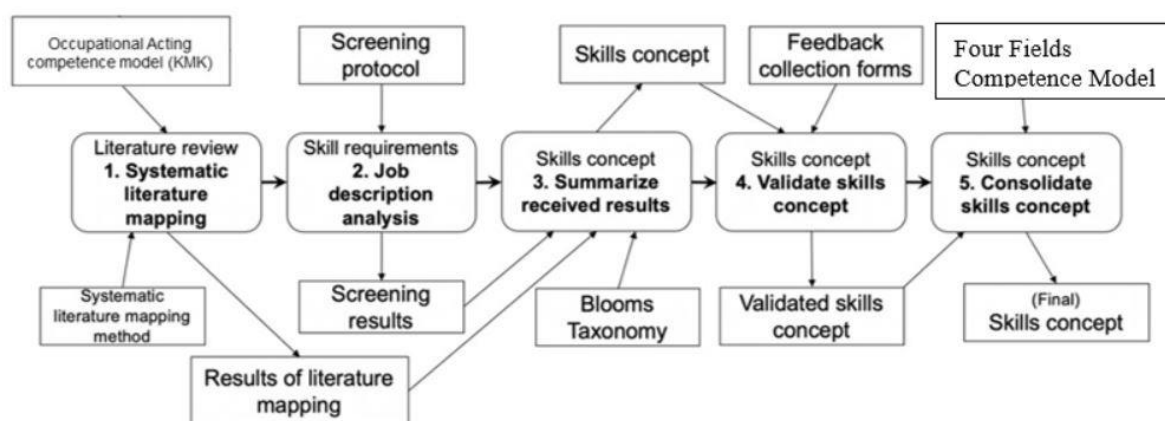 Occupational Acting
competence model (KMK)
Screening
protocol
Skills concept
Feedback
collection forms
Four Fields
Competence Model
Literature review
1. Systematic
literature
mapping
Skill requirements
2. Job
description
analysis
Skills concept
3. Summarize
received results
Skills concept
4. Validate skills
concept
Skills concept
5. Consolidate
skills concept
Systematic
literature mapping
method
Screening
results
Blooms
Taxonomy
Validated skills
concept
(Final)
Skills concept
Results of literature
mapping